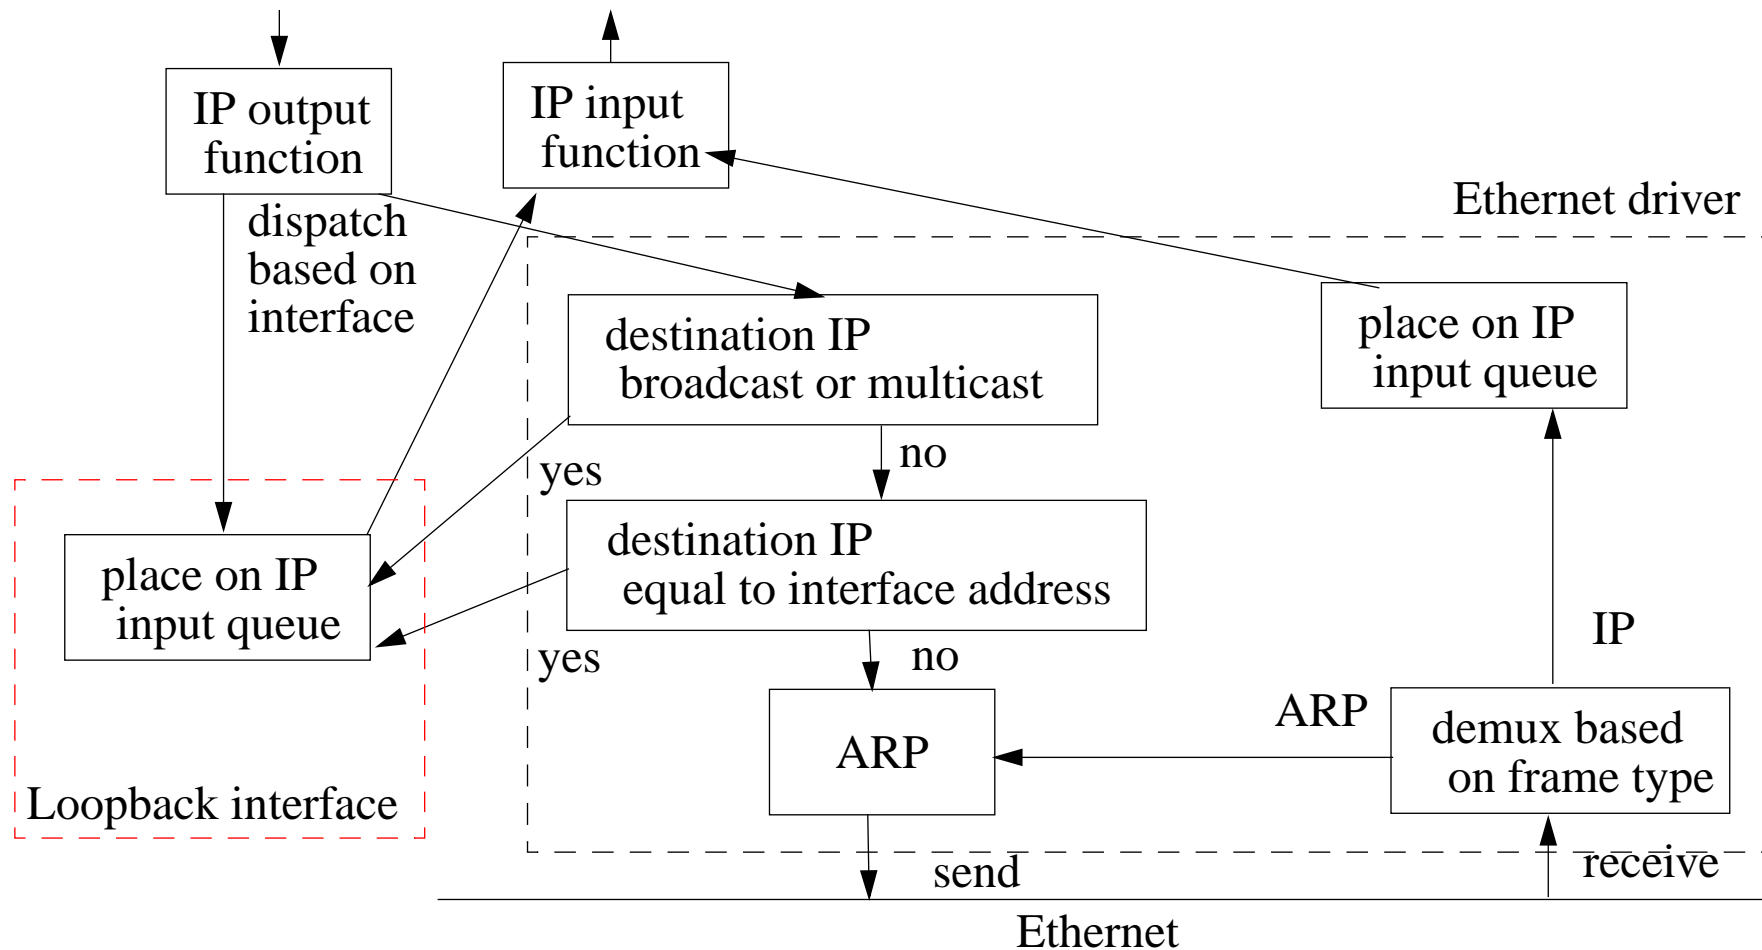 IP output
function
IP input
function
dispatch
based on
interface
Ethernet driver
destination IP
broadcast or multicast
place on IP
input queue
yes
no
place on IP
input queue
destination IP
equal to interface address
yes
no
IP
ARP
ARP
demux based
on frame type
Loopback interface
send
receive
Ethernet